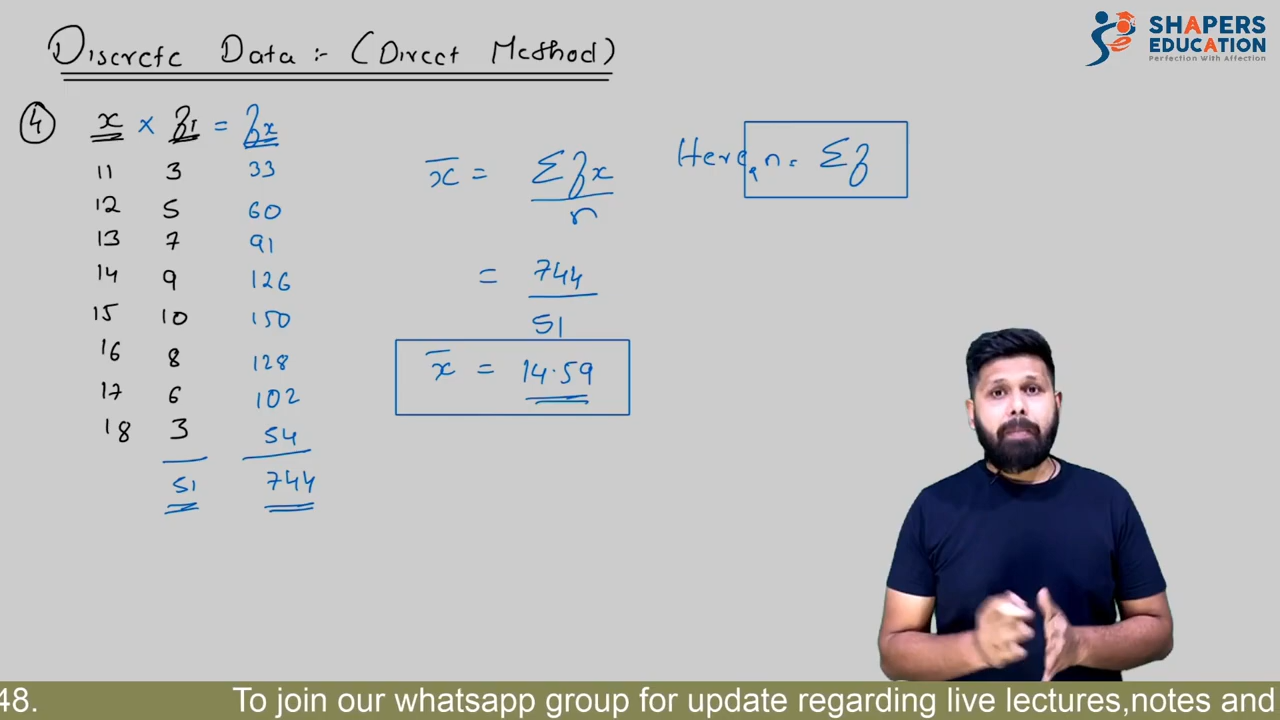 Discrete Data :- (Direct Method)
SHAPERS
EDUCATION
Perfection With Affection
4
x × f = fx
11 3 33
12 5 60
13 7 91
14 9 126
15 10 150
16 8 128
17 6 102
18 3 54
51 744
x̄ = Σfx / n
Here, n = Σf
= 744 / 51
x̄ = 14.59
48. To join our whatsapp group for update regarding live lectures,notes and